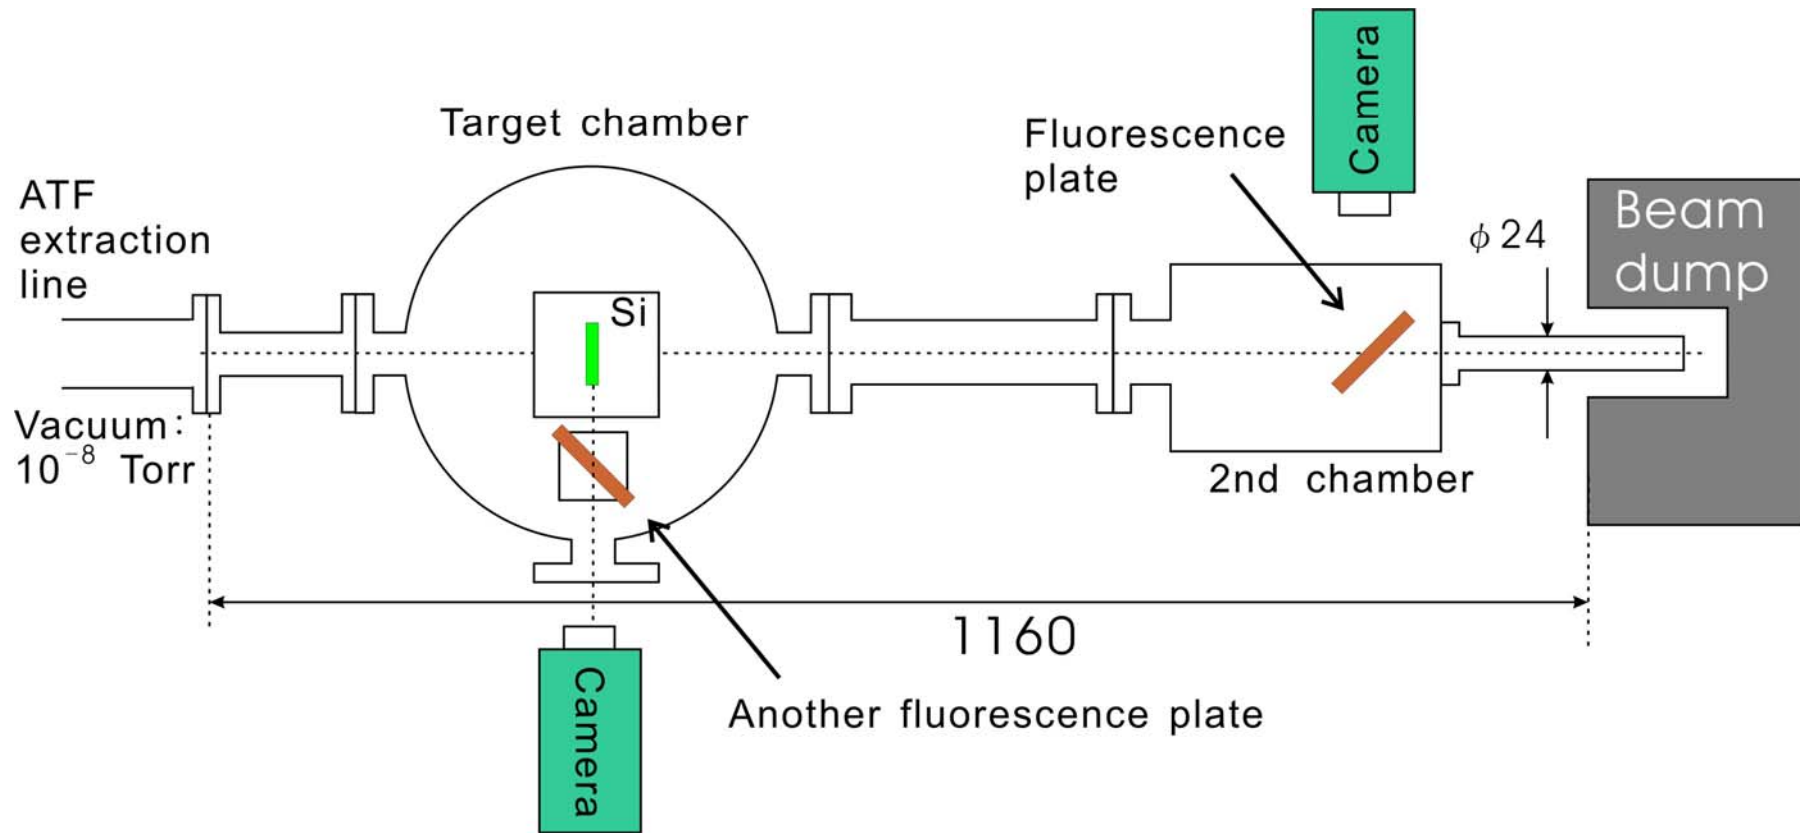 Target chamber
ATF
extraction
line
Vacuum:
10⁻⁸ Torr
Si
Fluorescence
plate
Camera
φ24
Beam
dump
2nd chamber
1160
Another fluorescence plate
Camera